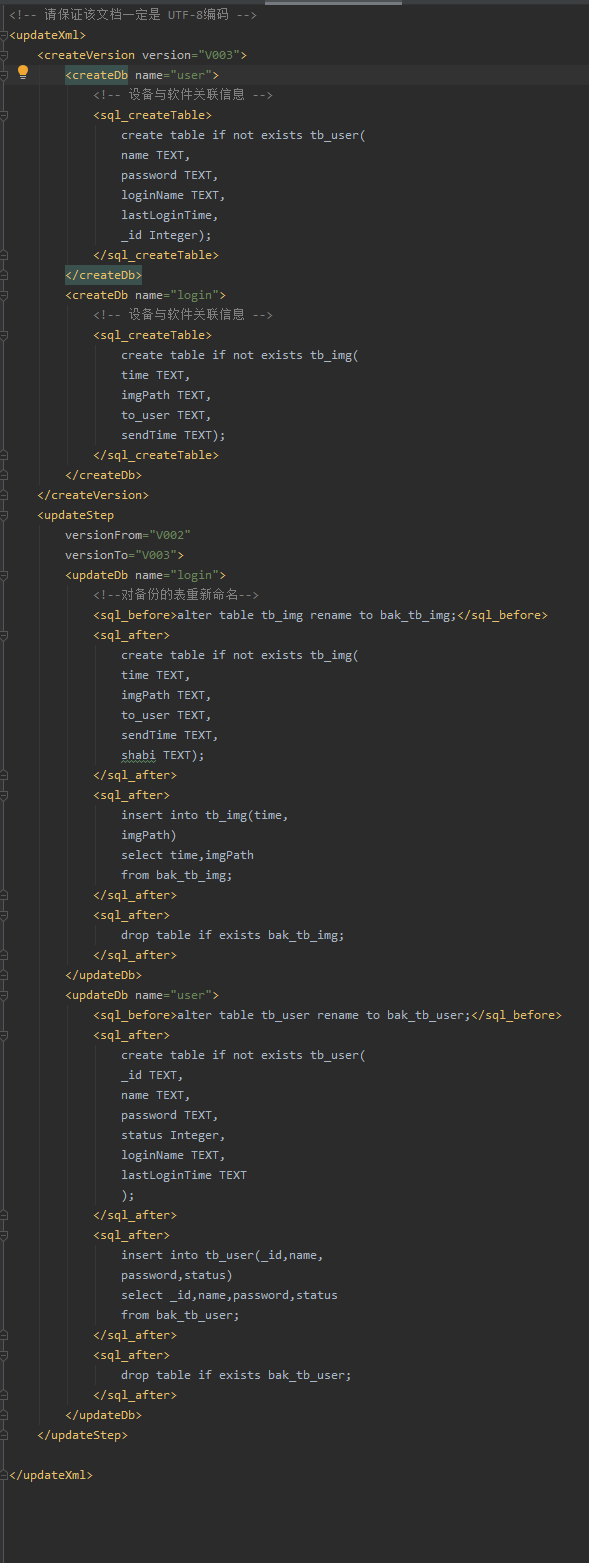 <!-- 请保证该文档一定是 UTF-8编码 -->
<updateXml>
    <createVersion version="V003">
        <createDb name="user">
            <!-- 设备与软件关联信息 -->
            <sql_createTable>
                create table if not exists tb_user(
                name TEXT,
                password TEXT,
                loginName TEXT,
                lastLoginTime,
                _id Integer);
            </sql_createTable>
        </createDb>
        <createDb name="login">
            <!-- 设备与软件关联信息 -->
            <sql_createTable>
                create table if not exists tb_img(
                time TEXT,
                imgPath TEXT,
                to_user TEXT,
                sendTime TEXT);
            </sql_createTable>
        </createDb>
    </createVersion>
    <updateStep
        versionFrom="V002"
        versionTo="V003">
        <updateDb name="login">
            <!--对备份的表重新命名-->
            <sql_before>alter table tb_img rename to bak_tb_img;</sql_before>
            <sql_after>
                create table if not exists tb_img(
                time TEXT,
                imgPath TEXT,
                to_user TEXT,
                sendTime TEXT,
                shabi TEXT);
            </sql_after>
            <sql_after>
                insert into tb_img(time,
                imgPath)
                select time,imgPath
                from bak_tb_img;
            </sql_after>
            <sql_after>
                drop table if exists bak_tb_img;
            </sql_after>
        </updateDb>
        <updateDb name="user">
            <sql_before>alter table tb_user rename to bak_tb_user;</sql_before>
            <sql_after>
                create table if not exists tb_user(
                _id TEXT,
                name TEXT,
                password TEXT,
                status Integer,
                loginName TEXT,
                lastLoginTime TEXT
                );
            </sql_after>
            <sql_after>
                insert into tb_user(_id,name,
                password,status)
                select _id,name,password,status
                from bak_tb_user;
            </sql_after>
            <sql_after>
                drop table if exists bak_tb_user;
            </sql_after>
        </updateDb>
    </updateStep>
</updateXml>